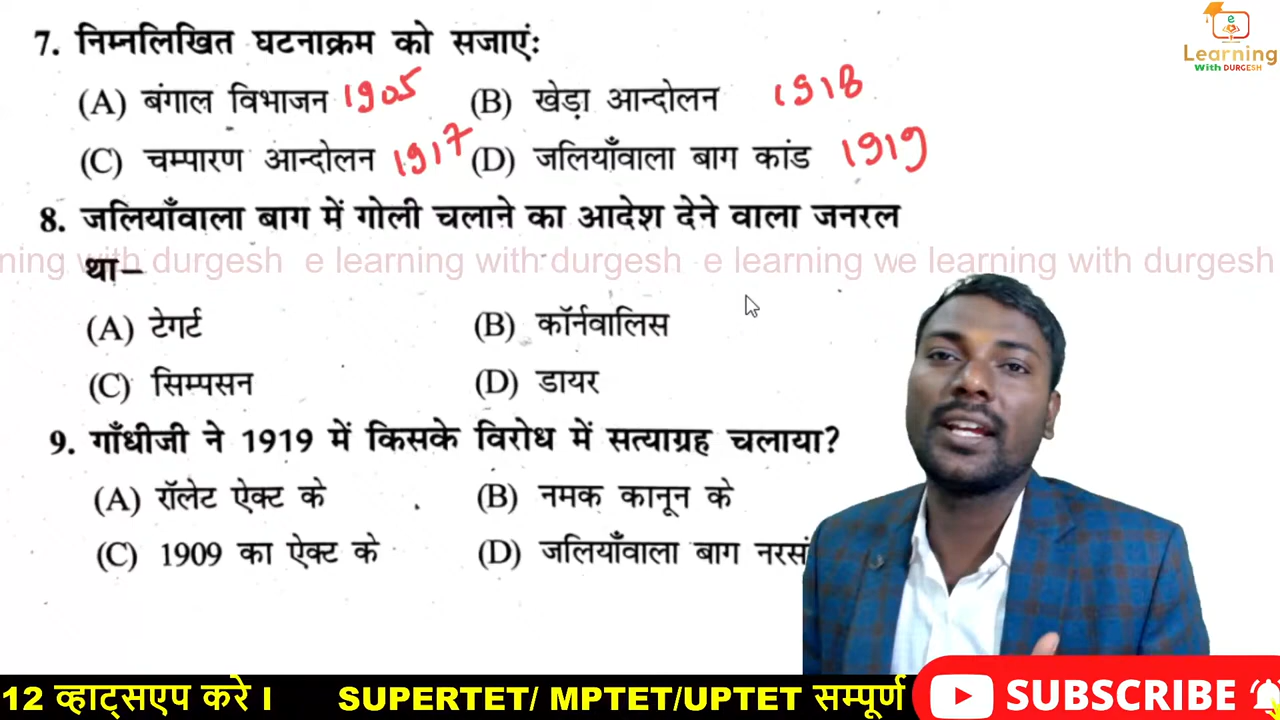 e
Learning
With DURGESH
7. निम्नलिखित घटनाक्रम को सजाएं:
(A) बंगाल विभाजन 1905 (B) खेड़ा आन्दोलन 1918
(C) चम्पारण आन्दोलन 1917 (D) जलियाँवाला बाग कांड 1919
8. जलियाँवाला बाग में गोली चलाने का आदेश देने वाला जनरल
ning with durgesh e learning with durgesh e learning we learning with durgesh
था–
(A) टेगर्ट (B) कॉर्नवालिस
(C) सिम्पसन (D) डायर
9. गाँधीजी ने 1919 में किसके विरोध में सत्याग्रह चलाया?
(A) रॉलेट ऐक्ट के (B) नमक कानून के
(C) 1909 का ऐक्ट के (D) जलियाँवाला बाग नरसं
12 व्हाट्सएप करे I SUPERTET/ MPTET/UPTET सम्पूर्ण
SUBSCRIBE